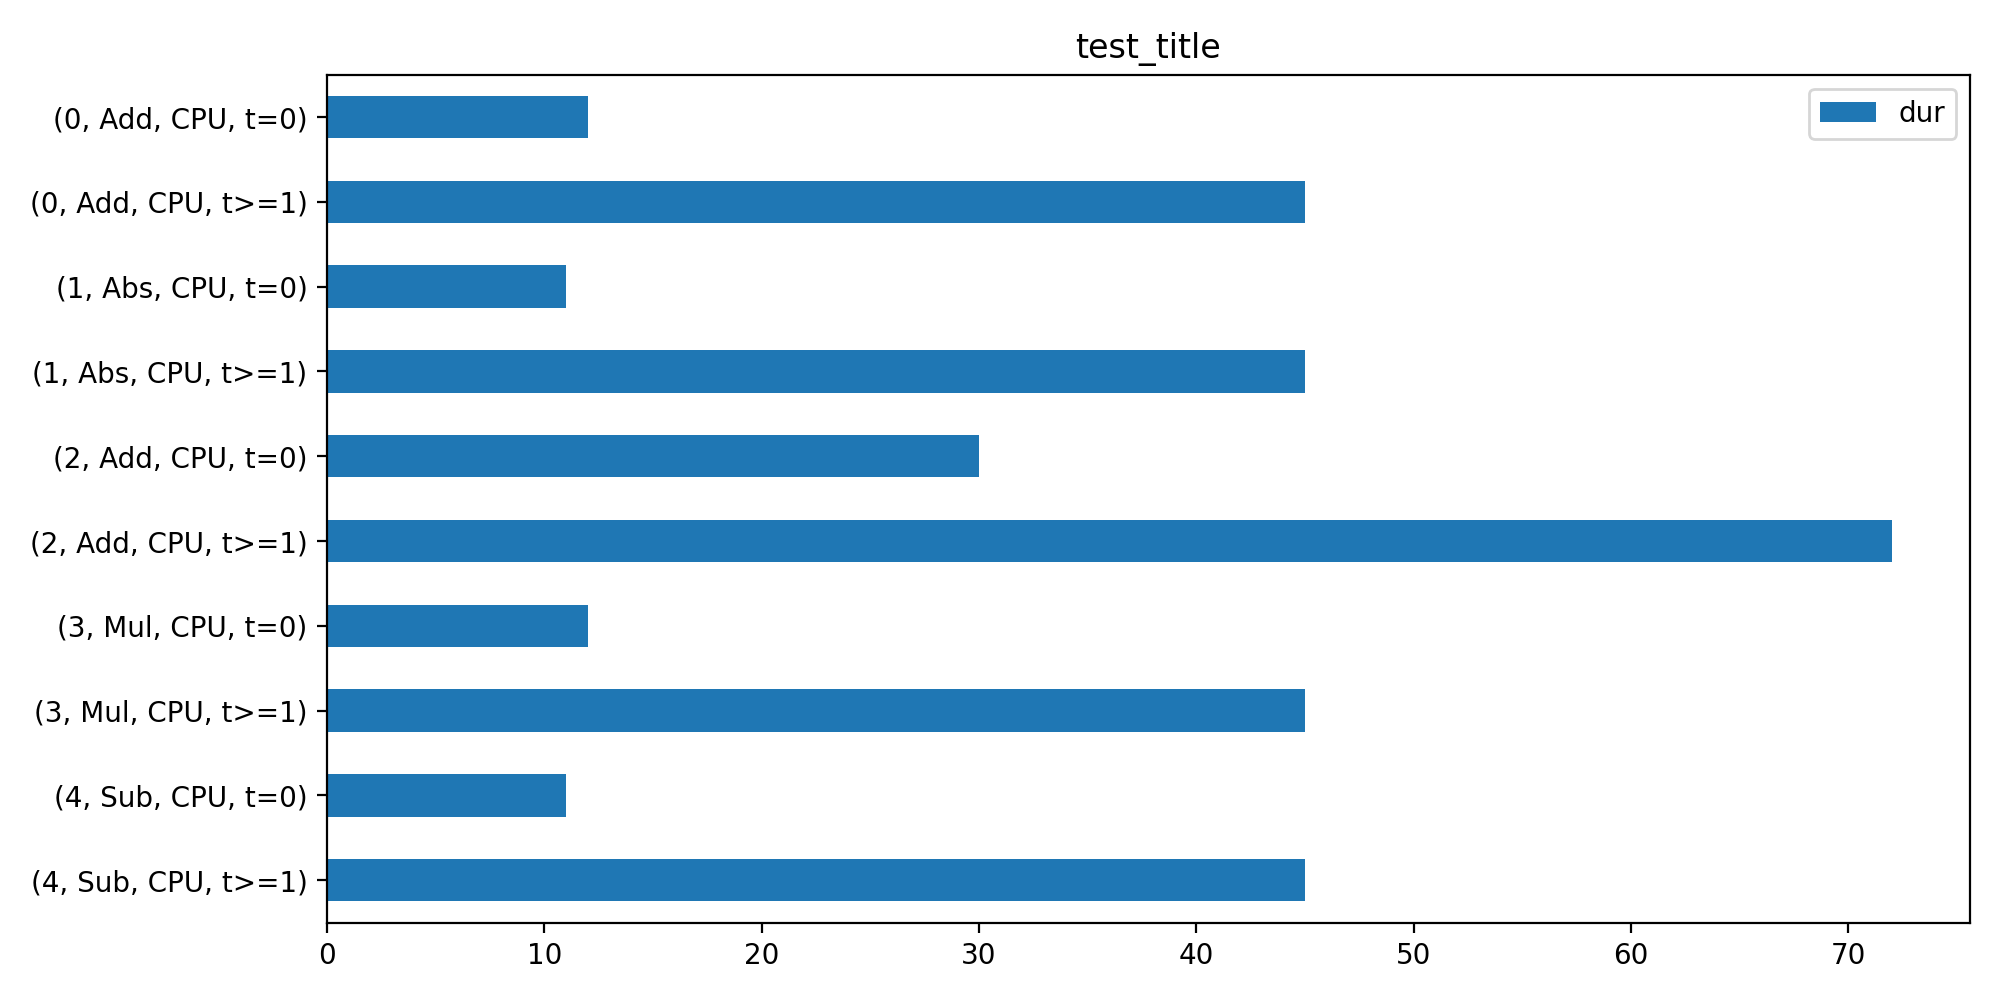 test_title
dur
(0, Add, CPU, t=0)
(0, Add, CPU, t>=1)
(1, Abs, CPU, t=0)
(1, Abs, CPU, t>=1)
(2, Add, CPU, t=0)
(2, Add, CPU, t>=1)
(3, Mul, CPU, t=0)
(3, Mul, CPU, t>=1)
(4, Sub, CPU, t=0)
(4, Sub, CPU, t>=1)
0 10 20 30 40 50 60 70